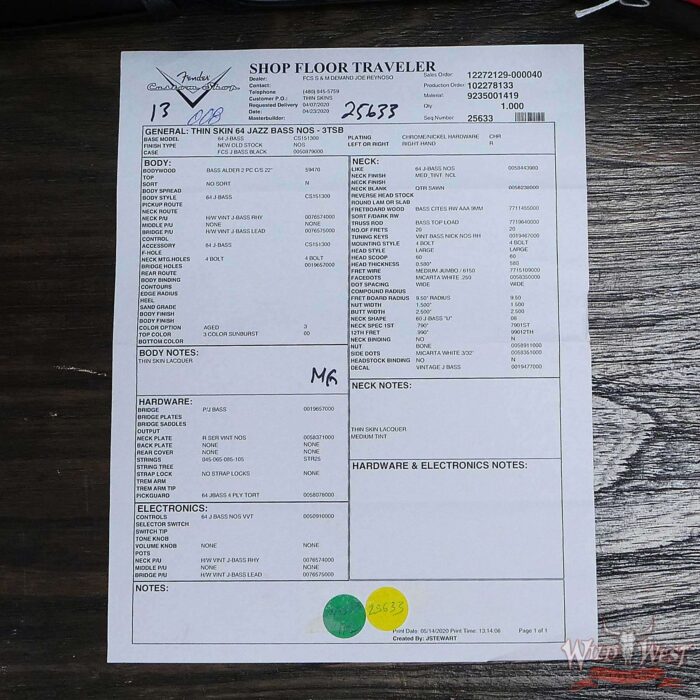 Fender
Custom Shop
SHOP FLOOR TRAVELER
Dealer: FCS S & M DEMAND JOE REYNOSO
Contact:
Telephone (480) 845-5759
Customer P.O.: THIN SKINS
Requested Delivery 04/07/2020
Date: 04/23/2020
Masterbuilder:
Sales Order: 12272129-000040
Production Order: 102278133
Material: 9235001419
Qty 1.000
Seq Number 25633
13
25633
GENERAL: THIN SKIN 64 JAZZ BASS NOS - 3TSB
BASE MODEL 64 J-BASS CS151300
FINISH TYPE NEW OLD STOCK NOS
CASE FCS J BASS BLACK 0050879000
PLATING CHROME/NICKEL HARDWARE CHR
LEFT OR RIGHT RIGHT HAND R
BODY:
BODYWOOD BASS ALDER 2 PC C/S 22" 59470
TOP
SORT NO SORT N
BODY SPREAD
BODY STYLE 64 J-BASS CS151300
PICKUP ROUTE
NECK ROUTE
NECK P/U H/W VINT J-BASS RHY 0076574000
MIDDLE P/U NONE NONE
BRIDGE P/U H/W VINT J-BASS LEAD 0076575000
CONTROL
ACCESSORY 64 J-BASS CS151300
F-HOLE
NECK MTG.HOLES 4 BOLT 4 BOLT
BRIDGE HOLES 0019657000
REAR ROUTE
BODY BINDING
CONTOURS
EDGE RADIUS
HEEL
SAND GRADE
BODY FINISH
BODY FINISH
COLOR OPTION AGED 3
TOP COLOR 3 COLOR SUNBURST 00
BOTTOM COLOR
BODY NOTES:
THIN SKIN LACQUER
MG
HARDWARE:
BRIDGE P/J BASS 0019657000
BRIDGE PLATES
BRIDGE SADDLES
OUTPUT
NECK PLATE R SER VINT NOS 0058371000
BACK PLATE NONE NONE
REAR COVER NONE NONE
STRINGS 045-065-085-105 STR25
STRING TREE
STRAP LOCK NO STRAP LOCKS N
TREM ARM
TREM ARM TIP
PICKGUARD 64 JBASS 4 PLY TORT 0058076000
ELECTRONICS:
CONTROLS 64 J BASS NOS VVT 0050910000
SELECTOR SWITCH
SWITCH TIP
TONE KNOB
VOLUME KNOB NONE NONE
POTS
NECK P/U H/W VINT J-BASS RHY 0076574000
MIDDLE P/U NONE NONE
BRIDGE P/U H/W VINT J-BASS LEAD 0076575000
NECK:
LIKE 64 J-BASS NOS 0058443960
NECK FINISH MED_TINT. NCL
NECK FINISH
NECK BLANK QTR SAWN 0058236000
REVERSE HEAD STOCK
ROUND LAM OR SLAB
FRETBOARD WOOD BASS CITES RW AAA 9MM 7711455000
SORT F/DARK RW
TRUSS ROD BASS TOP LOAD 7719640000
NO.OF FRETS 20 20
TUNING KEYS VINT BASS NICK NOS RH 0019467000
MOUNTING STYLE 4 BOLT 4 BOLT
HEAD STYLE LARGE LARGE
HEAD SCOOP 60 60
HEAD THICKNESS 0.580" 580
FRET WIRE MEDIUM JUMBO / 6150 7715109000
FACEDOTS MICARTA WHITE .250 0058350000
DOT SPACING WIDE WIDE
COMPOUND RADIUS
FRET BOARD RADIUS 9.50" RADIUS 9.50
NUT WIDTH 1.500" 1.500
BUTT WIDTH 2.500" 2.500
NECK SHAPE 60 J-BASS "U" 06
NECK SPEC 1ST 790" 7901ST
12TH FRET 990" 99012TH
NECK BINDING NO N
NUT BONE 0058911000
SIDE DOTS MICARTA WHITE 3/32" 0058351000
HEADSTOCK BINDING NO N
DECAL VINTAGE J BASS 0019477000
NECK NOTES:
THIN SKIN LACQUER
MEDIUM TINT
HARDWARE & ELECTRONICS NOTES:
NOTES:
25633
Print Date: 05/14/2020 Print Time: 13:14:06
Page 1 of 1
Created By: JSTEWART
WILD WEST